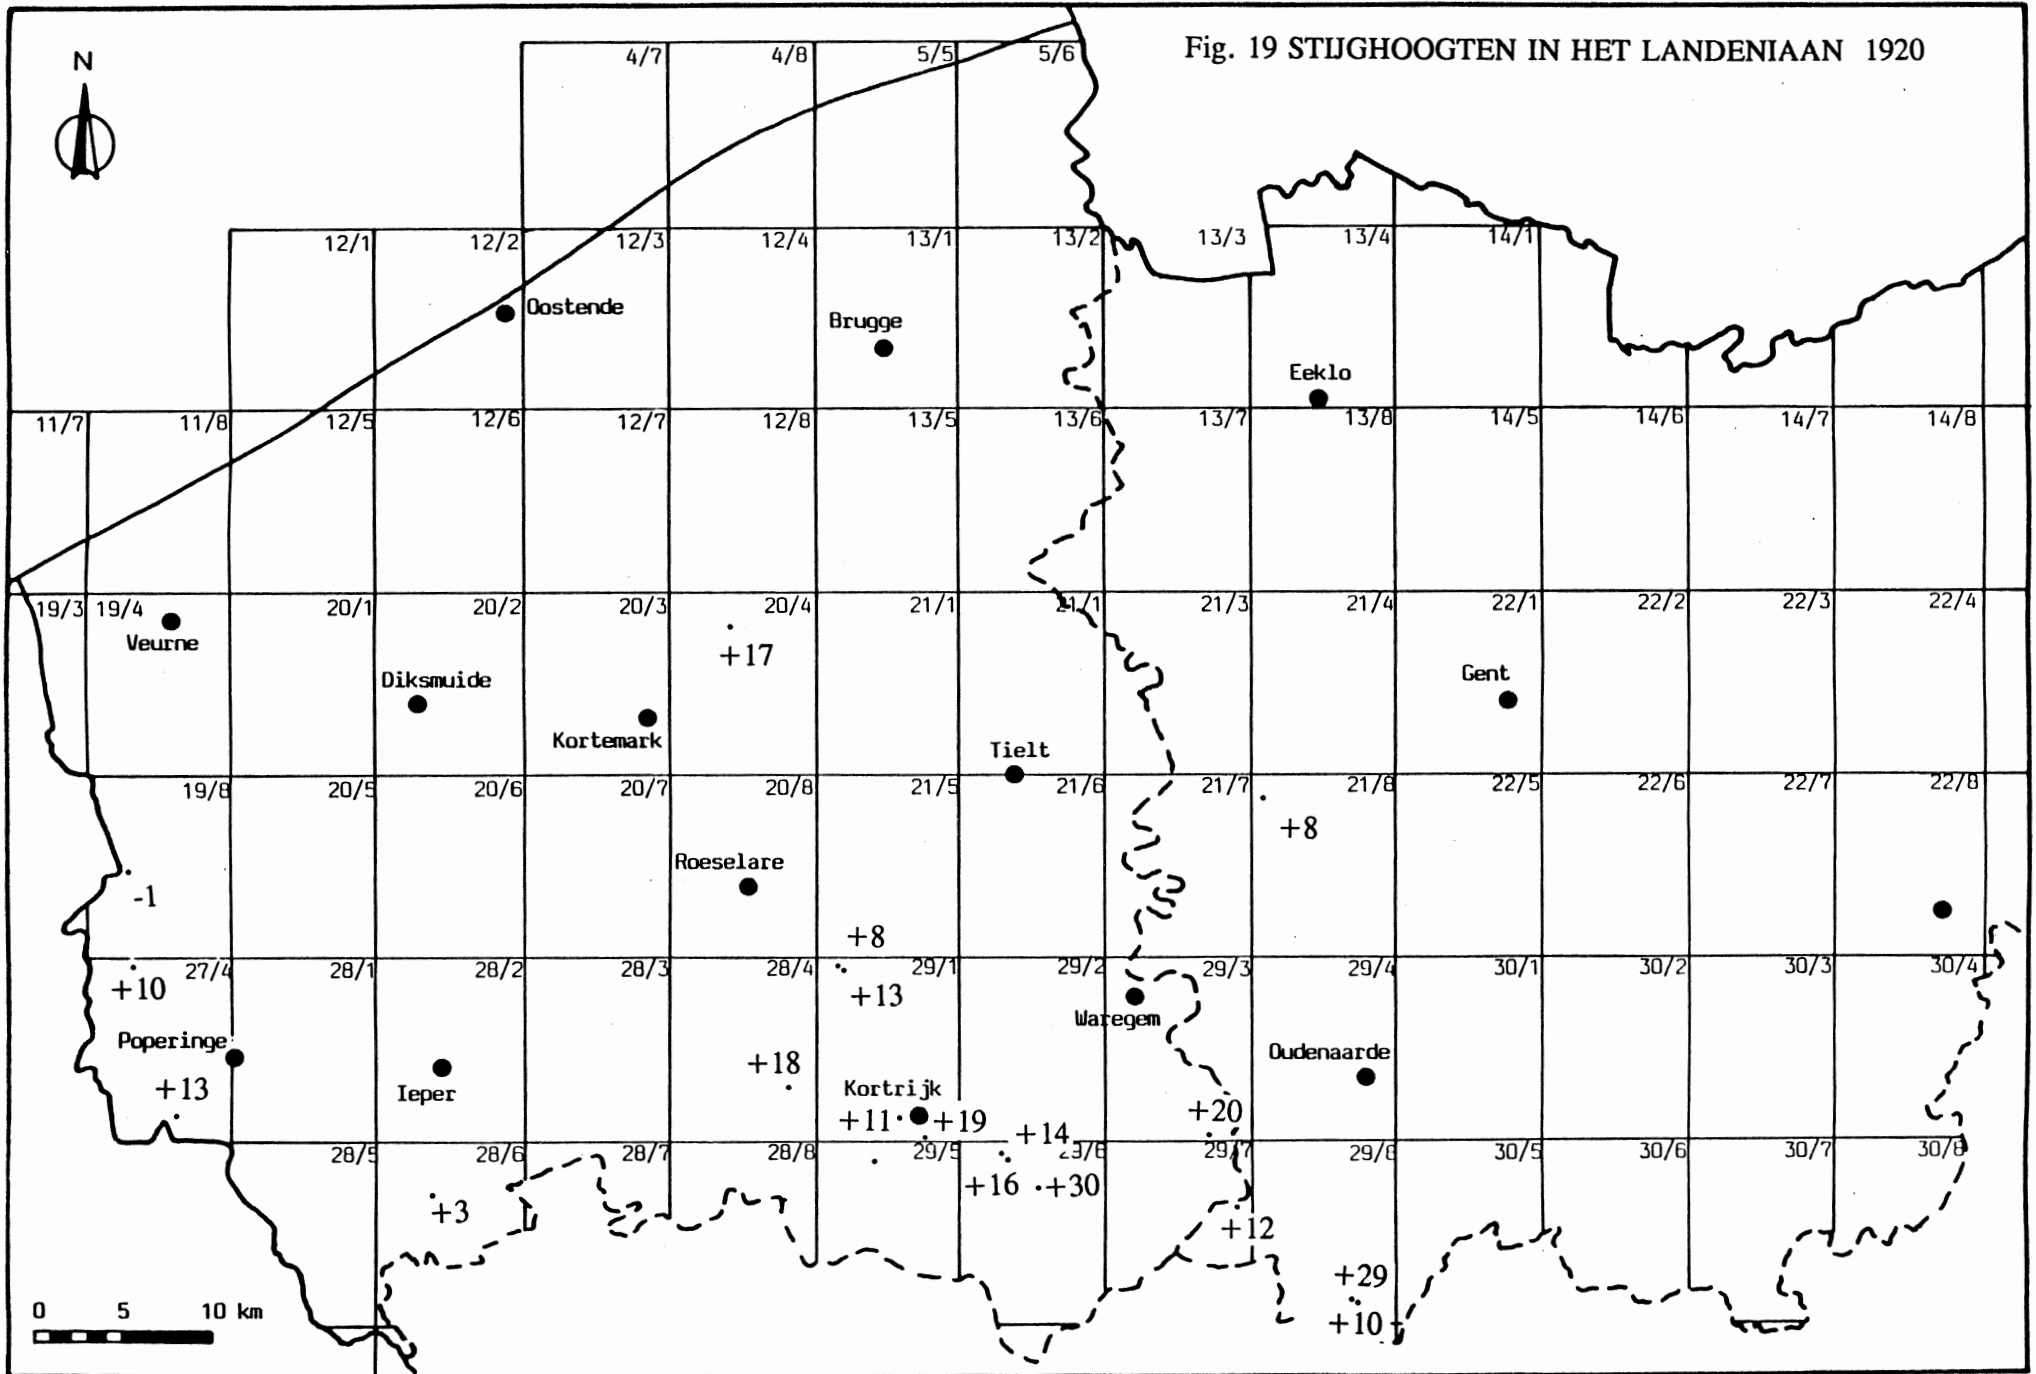 Fig. 19 STIJGHOOGTEN IN HET LANDENIAAN 1920
N
4/7 4/8 5/5 5/6
12/1 12/2 12/3 12/4 13/1 13/2 13/3 13/4 14/1
Oostende
Brugge
Eeklo
11/7 11/8 12/5 12/6 12/7 12/8 13/5 13/6 13/7 13/8 14/5 14/6 14/7 14/8
19/3 19/4 20/1 20/2 20/3 20/4 21/1 21/1 21/3 21/4 22/1 22/2 22/3 22/4
Veurne
+17
Diksmuide
Gent
Kortemark
Tielt
19/8 20/5 20/6 20/7 20/8 21/5 21/6 21/7 21/8 22/5 22/6 22/7 22/8
+8
Roeselare
-1
+8
27/4 28/1 28/2 28/3 28/4 29/1 29/2 29/3 29/4 30/1 30/2 30/3 30/4
+10
+13
Waregem
Poperinge
Oudenaarde
+18
+13
Ieper
Kortrijk
+11 +19
+20
+14
28/5 28/6 28/7 28/8 29/5 29/7 29/8 30/5 30/6 30/7 30/8
+16 +30
+3
+12
+29
0 5 10 km
+10